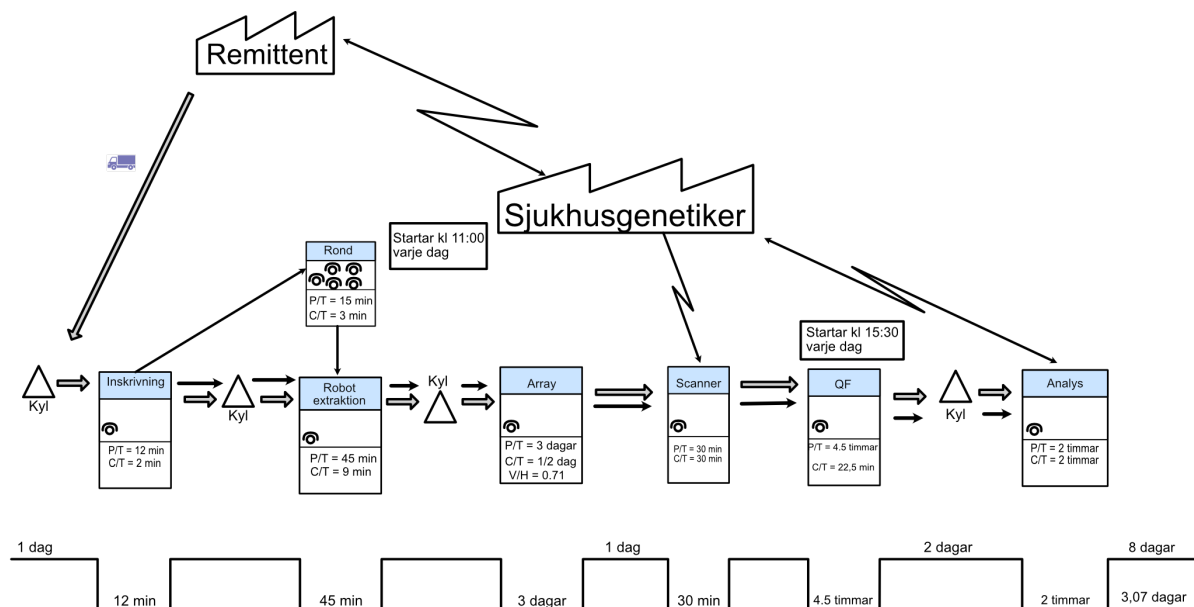 Remittent
Sjukhusgenetiker
Startar kl 11:00
varje dag
Rond
P/T = 15 min
C/T = 3 min
Startar kl 15:30
varje dag
Kyl
Inskrivning
P/T = 12 min
C/T = 2 min
Kyl
Robot
extraktion
P/T = 45 min
C/T = 9 min
Kyl
Array
P/T = 3 dagar
C/T = 1/2 dag
V/H = 0.71
Scanner
P/T = 30 min
C/T = 30 min
QF
P/T = 4.5 timmar
C/T = 22,5 min
Kyl
Analys
P/T = 2 timmar
C/T = 2 timmar
1 dag
1 dag
2 dagar
8 dagar
12 min
45 min
3 dagar
30 min
4.5 timmar
2 timmar
3,07 dagar